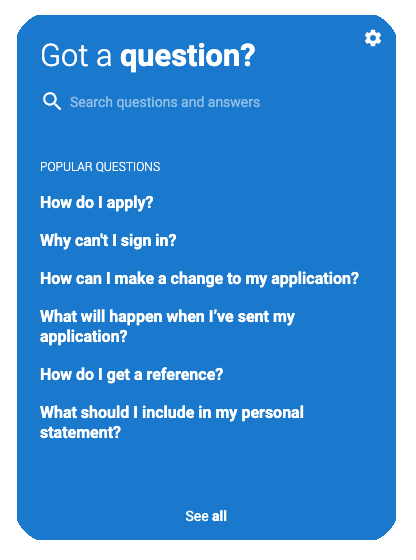 Got a question?
Search questions and answers
POPULAR QUESTIONS
How do I apply?
Why can't I sign in?
How can I make a change to my application?
What will happen when I've sent my
application?
How do I get a reference?
What should I include in my personal
statement?
See all